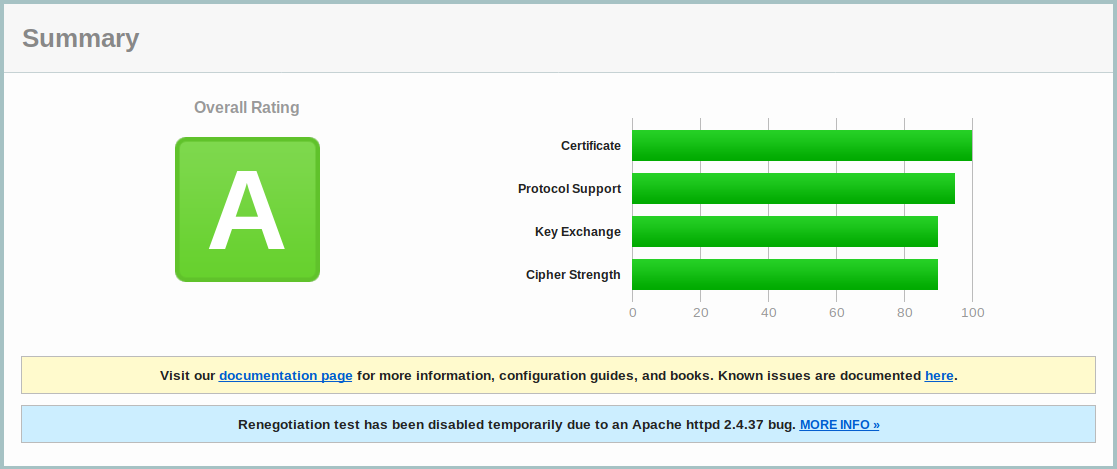 Summary
Overall Rating
A
Certificate
Protocol Support
Key Exchange
Cipher Strength
0 20 40 60 80 100
Visit our documentation page for more information, configuration guides, and books. Known issues are documented here.
Renegotiation test has been disabled temporarily due to an Apache httpd 2.4.37 bug. MORE INFO »